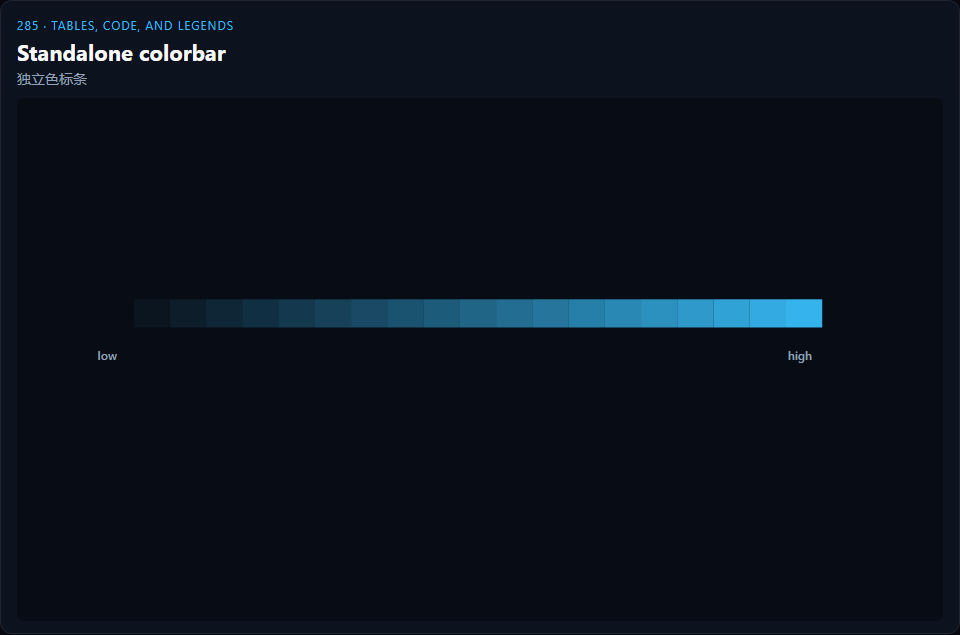 285 · TABLES, CODE, AND LEGENDS
Standalone colorbar
独立色标条
low
high